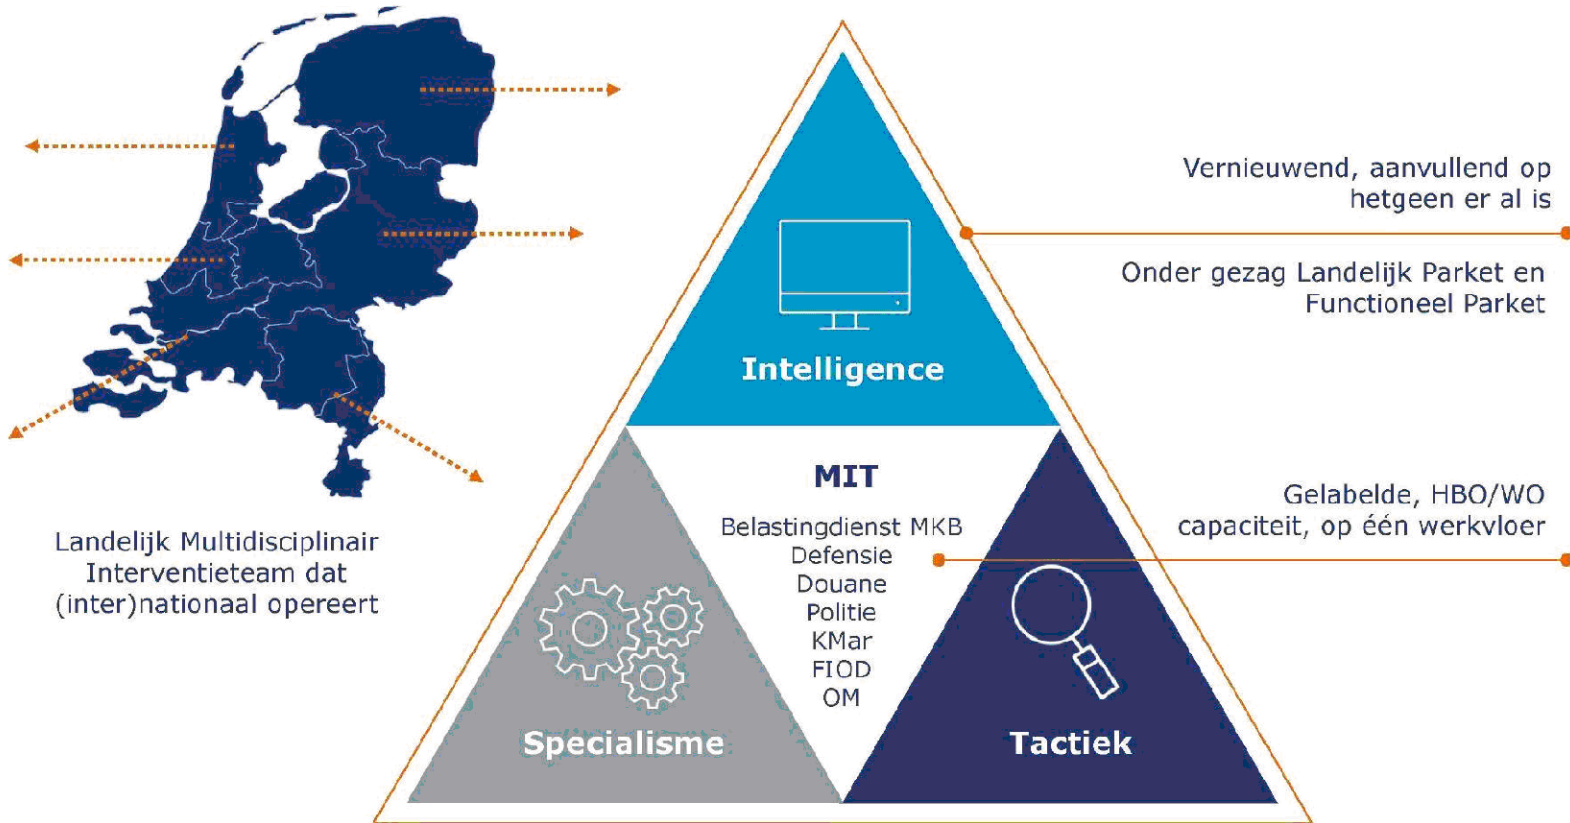 Landelijk Multidisciplinair
Interventieteam dat
(inter)nationaal opereert
Intelligence
MIT
Belastingdienst MKB
Defensie
Douane
Politie
KMar
FIOD
OM
Specialisme
Tactiek
Vernieuwend, aanvullend op
hetgeen er al is
Onder gezag Landelijk Parket en
Functioneel Parket
Gelabelde, HBO/WO
capaciteit, op één werkvloer